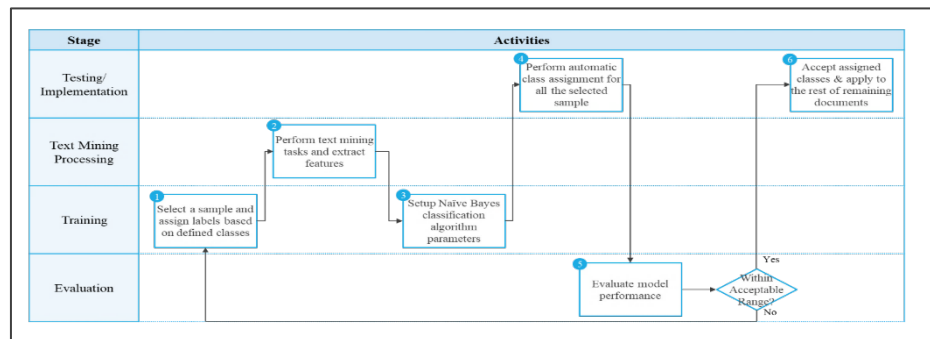 Stage
Activities
Testing/
Implementation
4
Perform automatic
class assignment for
all the selected
sample
6
Accept assigned
classes & apply to
the rest of remaining
documents
Text Mining
Processing
2
Perform text mining
tasks and extract
features
Training
1
Select a sample and
assign labels based
on defined classes
3
Setup Naïve Bayes
classification
algorithm
parameters
Evaluation
5
Evaluate model
performance
Within
Acceptable
Range?
Yes
No